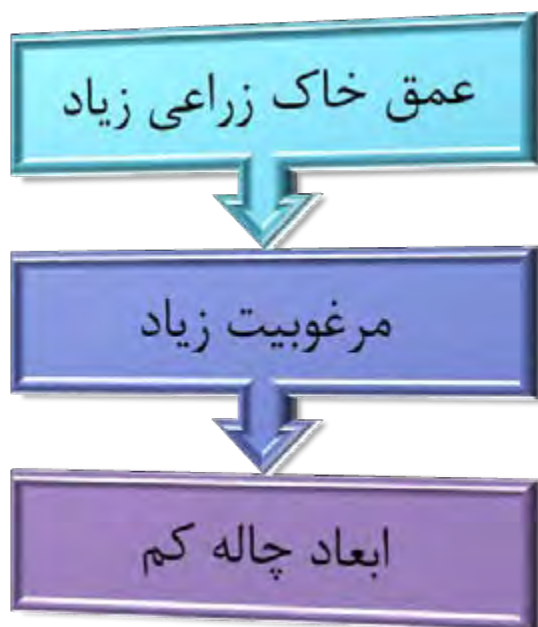 عمق خاک زراعی زیاد
مرغوبیت زیاد
ابعاد چاله کم